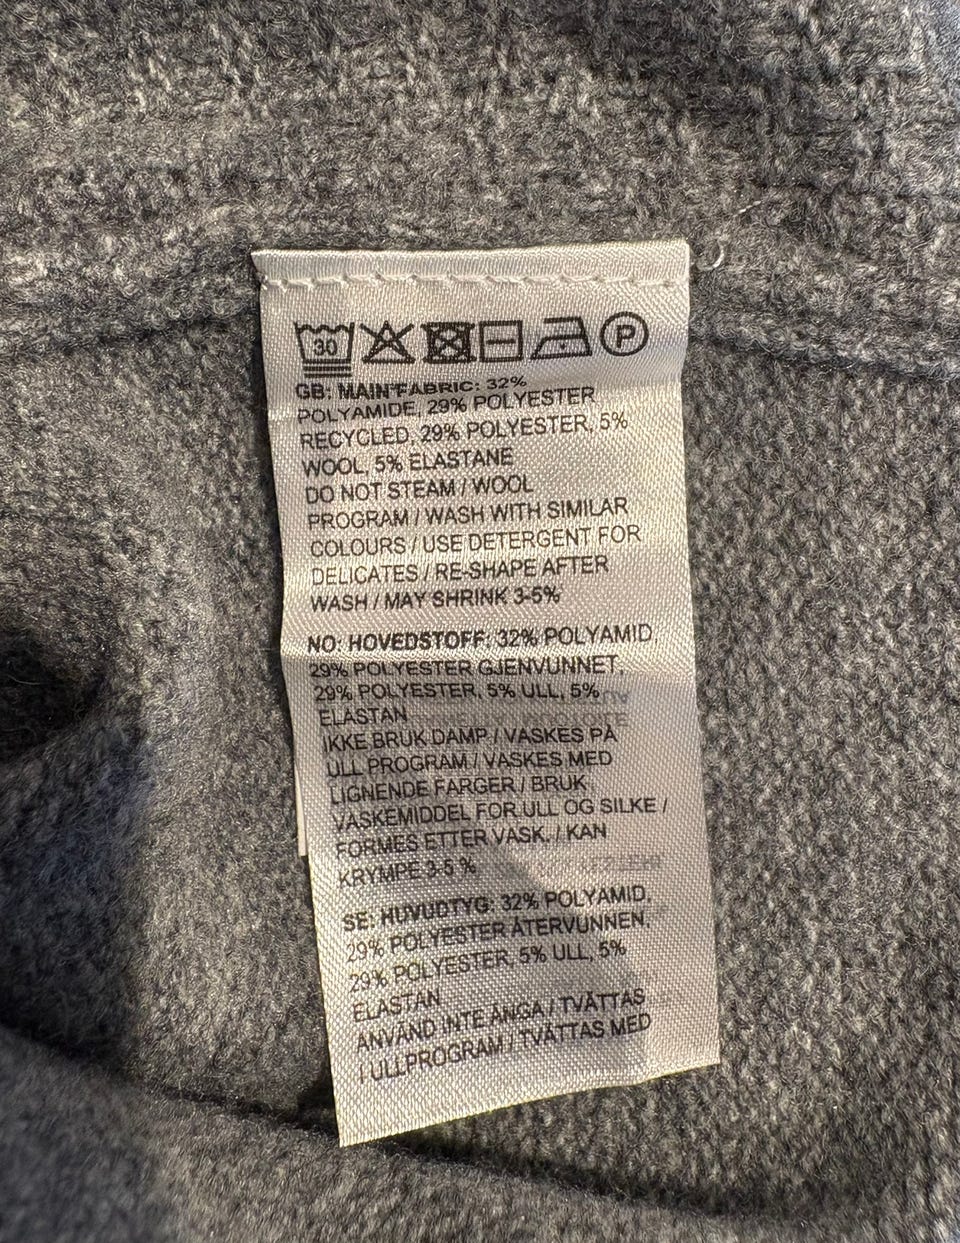 30 P
GB: MAIN FABRIC: 32%
POLYAMIDE, 29% POLYESTER
RECYCLED, 29% POLYESTER, 5%
WOOL, 5% ELASTANE
DO NOT STEAM / WOOL
PROGRAM / WASH WITH SIMILAR
COLOURS / USE DETERGENT FOR
DELICATES / RE-SHAPE AFTER
WASH / MAY SHRINK 3-5%
NO: HOVEDSTOFF: 32% POLYAMID,
29% POLYESTER GJENVUNNET,
29% POLYESTER, 5% ULL, 5%
ELASTAN
IKKE BRUK DAMP / VASKES PÅ
ULL PROGRAM / VASKES MED
LIGNENDE FARGER / BRUK
VASKEMIDDEL FOR ULL OG SILKE /
FORMES ETTER VASK. / KAN
KRYMPE 3-5 %
SE: HUVUDTYG: 32% POLYAMID,
29% POLYESTER ÅTERVUNNEN,
29% POLYESTER, 5% ULL, 5%
ELASTAN
ANVÄND INTE ÅNGA / TVÄTTAS
I ULLPROGRAM / TVÄTTAS MED